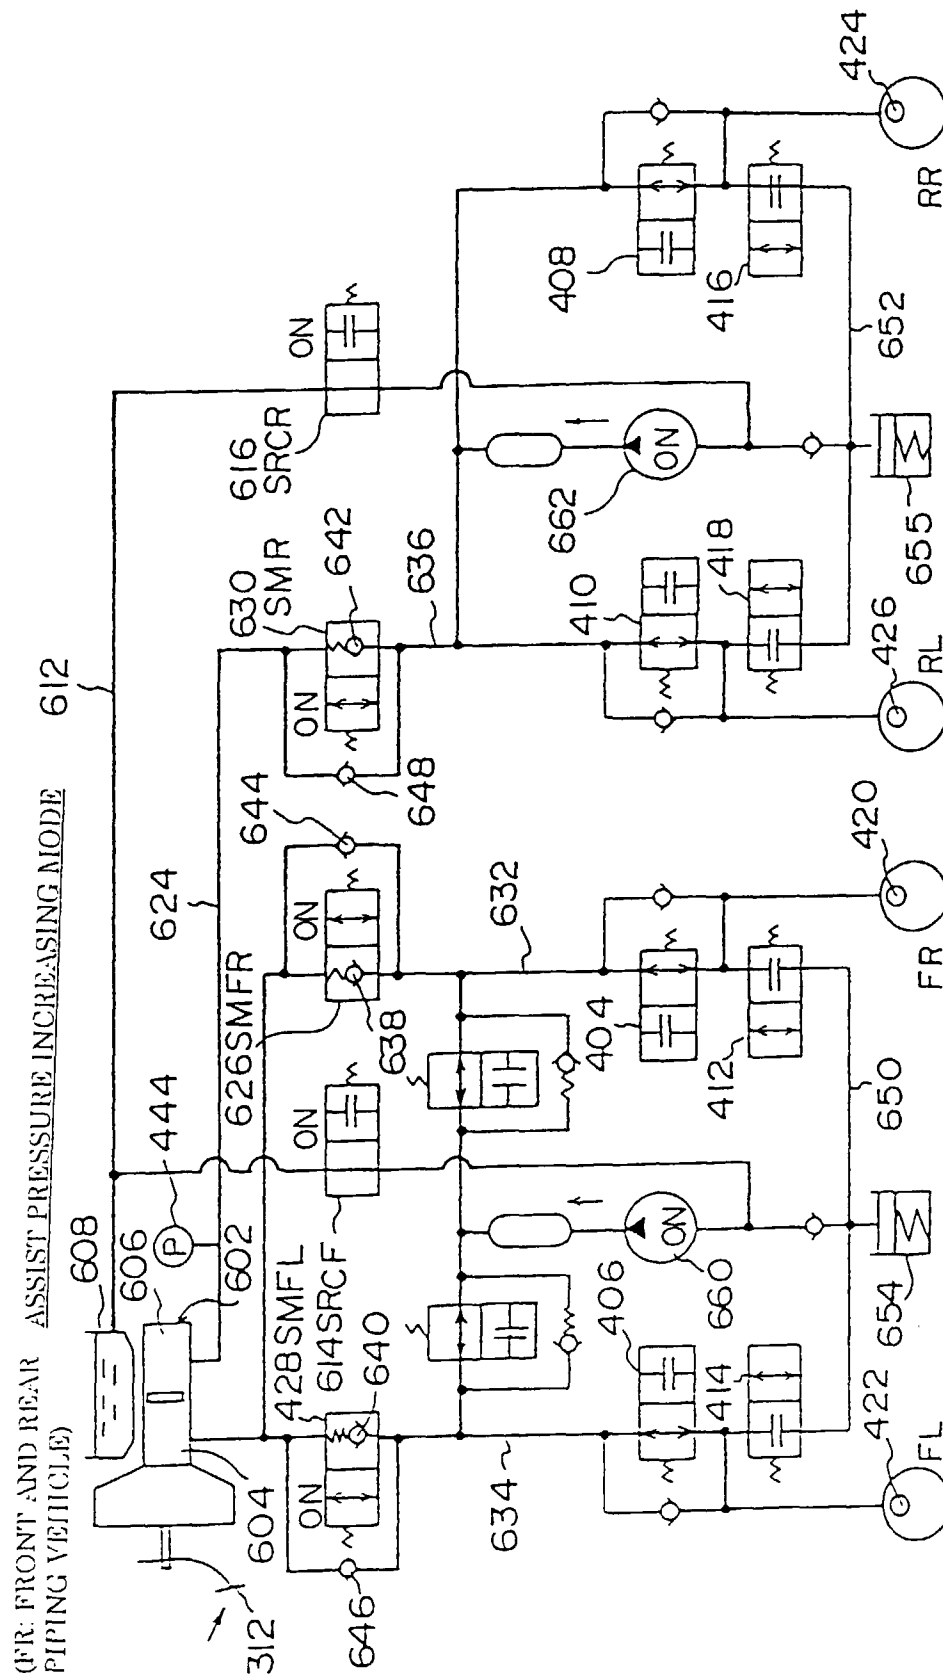 (FR: FRONT AND REAR
PIPING VEHICLE)
ASSIST PRESSURE INCREASING MODE
612
608
606
444
P
602
624
604
312
626SMFR
ON
644
630
SMR
ON
642
616
SRCR
ON
428SMFL
614SRCF
ON
640
ON
638
648
646
636
632
634
406
414
660
ON
404
412
410
418
662
ON
408
416
422
FL
654
650
FR
420
426
RL
655
652
RR
424